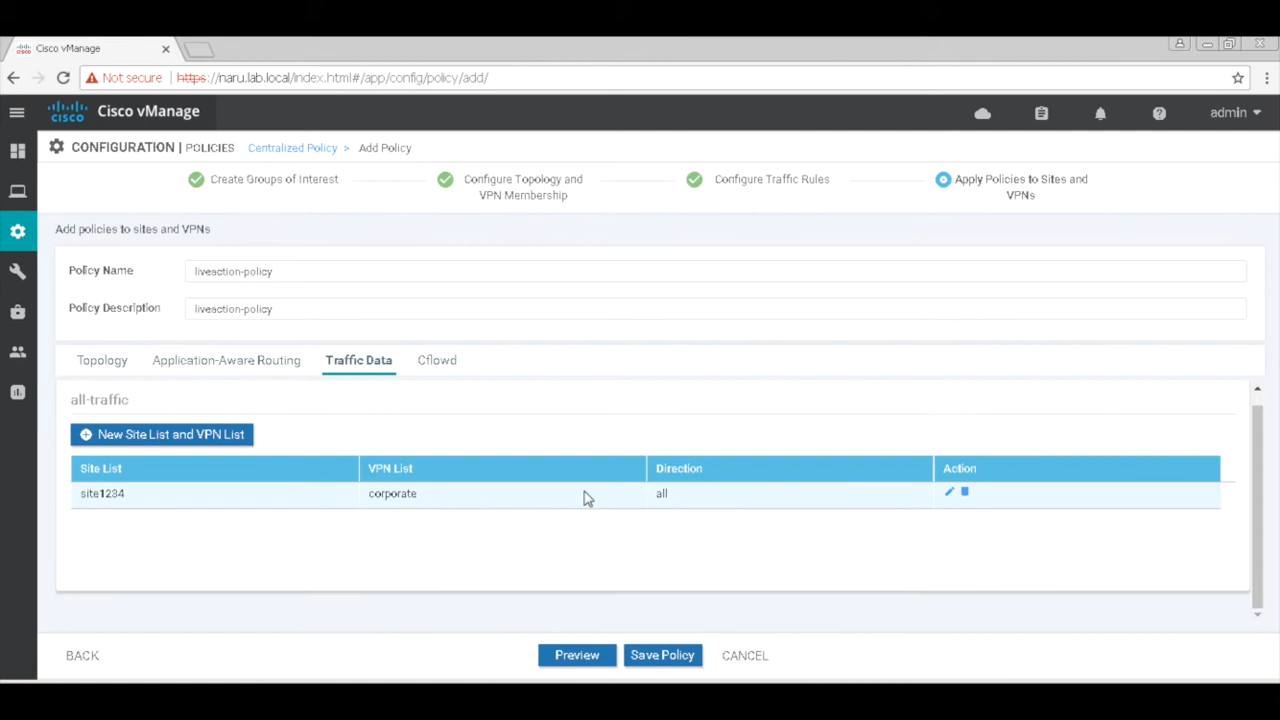 Cisco vManage
Not secure https://naru.lab.local/index.html#/app/config/policy/add/
cisco Cisco vManage admin
CONFIGURATION | POLICIES Centralized Policy > Add Policy
Create Groups of Interest
Configure Topology and
VPN Membership
Configure Traffic Rules
Apply Policies to Sites and
VPNs
Add policies to sites and VPNs
Policy Name liveaction-policy
Policy Description liveaction-policy
Topology Application-Aware Routing Traffic Data Cflowd
all-traffic
New Site List and VPN List
Site List VPN List Direction Action
site1234 corporate all
BACK Preview Save Policy CANCEL